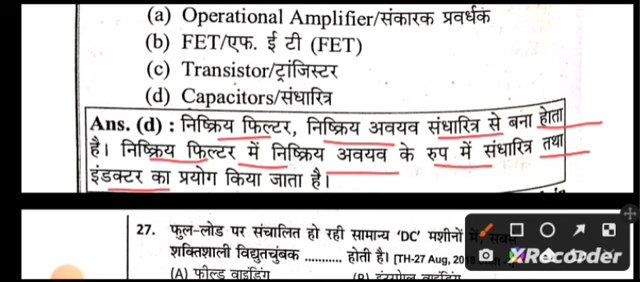 (a) Operational Amplifier/संकारक प्रवर्धक
(b) FET/एफ. ई टी (FET)
(c) Transistor/ट्रांजिस्टर
(d) Capacitors/संधारित्र
Ans. (d) : निष्क्रिय फिल्टर, निष्क्रिय अवयव संधारित्र से बना होता
है। निष्क्रिय फिल्टर में निष्क्रिय अवयव के रुप में संधारित्र तथा
इंडक्टर का प्रयोग किया जाता है।
27. फुल-लोड पर संचालित हो रही सामान्य 'DC' मशीनों में, सबसे
शक्तिशाली विद्युतचुंबक ........... होती है। [TH-27 Aug, 2018
XRecorder
(A) फील्ड वाइंडिंग